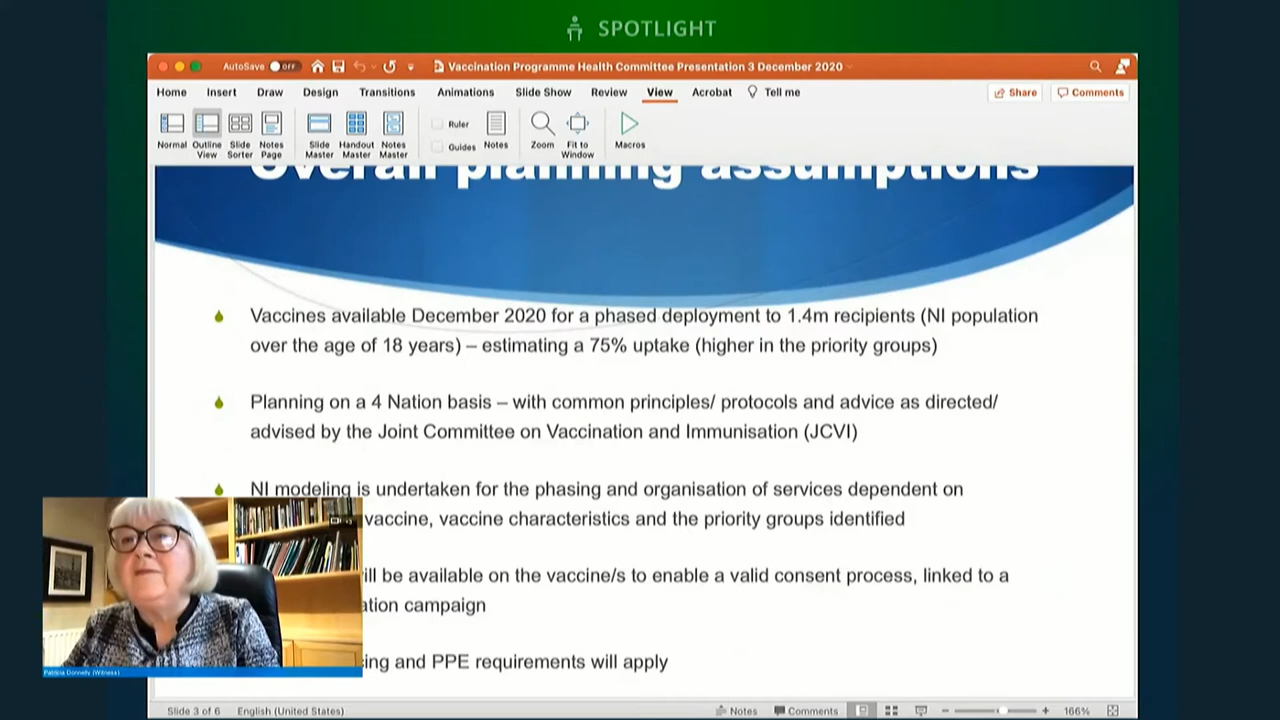 SPOTLIGHT
AutoSave OFF
Vaccination Programme Health Committee Presentation 3 December 2020
Home Insert Draw Design Transitions Animations Slide Show Review View Acrobat Tell me Share Comments
Normal Outline View Slide Sorter Notes Page Slide Master Handout Master Notes Master Ruler Guides Notes Zoom Fit to Window Macros
Overall planning assumptions
Vaccines available December 2020 for a phased deployment to 1.4m recipients (NI population
over the age of 18 years) – estimating a 75% uptake (higher in the priority groups)
Planning on a 4 Nation basis – with common principles/ protocols and advice as directed/
advised by the Joint Committee on Vaccination and Immunisation (JCVI)
NI modeling is undertaken for the phasing and organisation of services dependent on
vaccine, vaccine characteristics and the priority groups identified
ill be available on the vaccine/s to enable a valid consent process, linked to a
ation campaign
ing and PPE requirements will apply
Patricia Donnelly (Witness)
Slide 3 of 6 English (United States) Notes Comments 166%